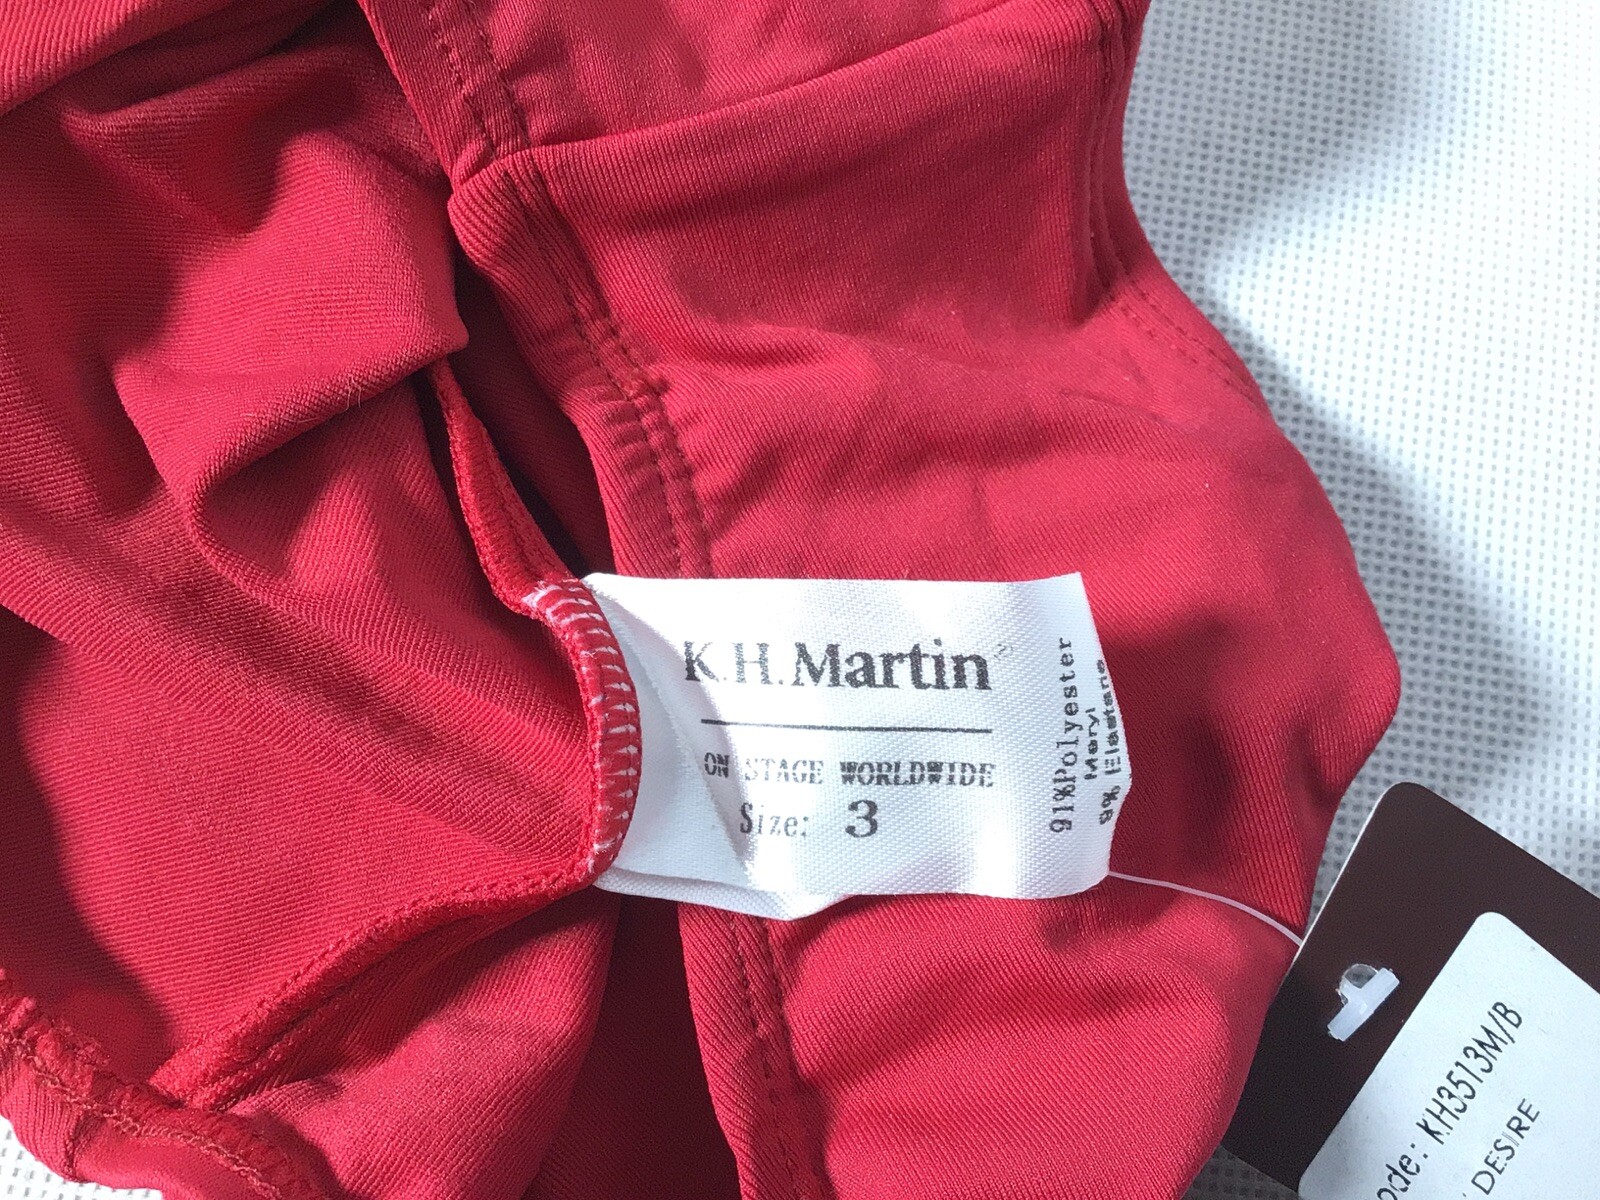 K.H.Martin
ON STAGE WORLDWIDE
Size: 3
91%Polyester
Meryl
9% Elastane
ode: KH3513M/B
DESIRE